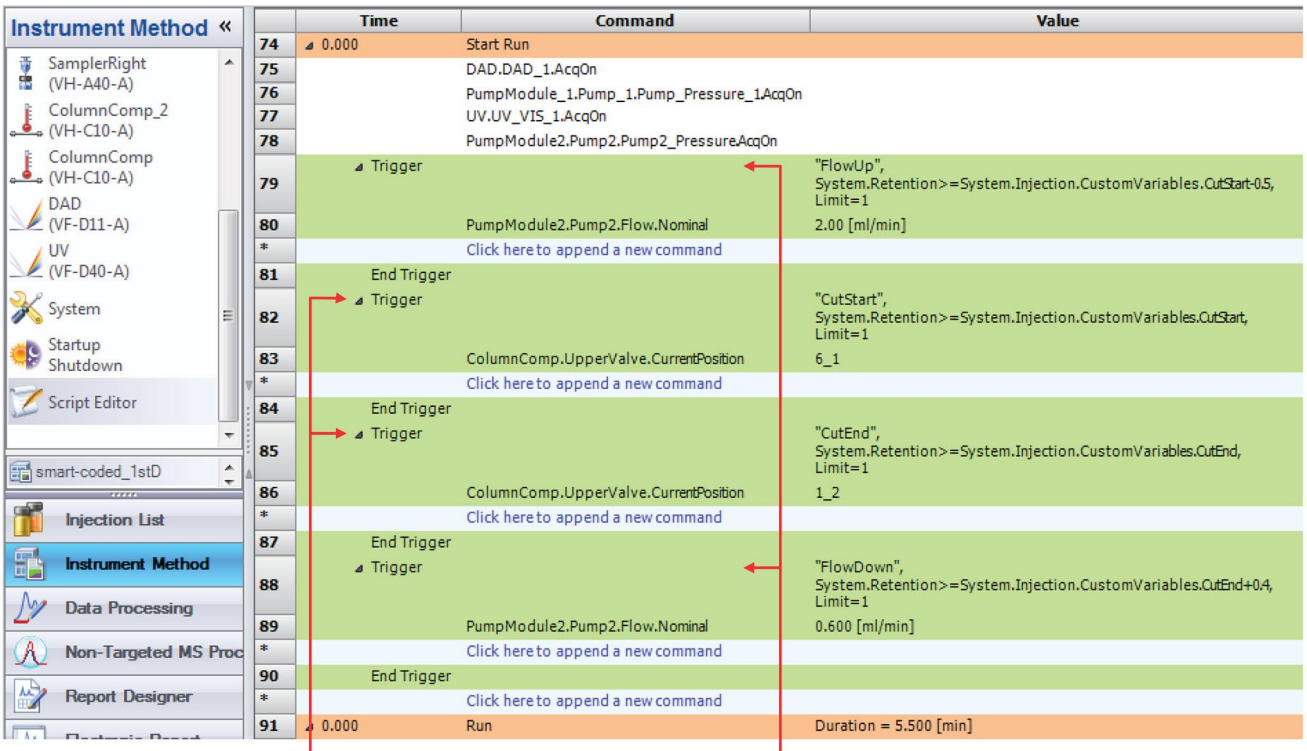 Instrument Method «
SamplerRight
(VH-A40-A)
ColumnComp_2
(VH-C10-A)
ColumnComp
(VH-C10-A)
DAD
(VF-D11-A)
UV
(VF-D40-A)
System
Startup
Shutdown
Script Editor
smart-coded_1stD
Injection List
Instrument Method
Data Processing
Non-Targeted MS Proc
Report Designer
Time Command Value
74 0.000 Start Run
75 DAD.DAD_1.AcqOn
76 PumpModule_1.Pump_1.Pump_Pressure_1.AcqOn
77 UV.UV_VIS_1.AcqOn
78 PumpModule2.Pump2.Pump2_Pressure.AcqOn
79 Trigger "FlowUp",
System.Retention>=System.Injection.CustomVariables.CutStart-0.5,
Limit=1
80 PumpModule2.Pump2.Flow.Nominal 2.00 [ml/min]
* Click here to append a new command
81 End Trigger
82 Trigger "CutStart",
System.Retention>=System.Injection.CustomVariables.CutStart,
Limit=1
83 ColumnComp.UpperValve.CurrentPosition 6_1
* Click here to append a new command
84 End Trigger
85 Trigger "CutEnd",
System.Retention>=System.Injection.CustomVariables.CutEnd,
Limit=1
86 ColumnComp.UpperValve.CurrentPosition 1_2
* Click here to append a new command
87 End Trigger
88 Trigger "FlowDown",
System.Retention>=System.Injection.CustomVariables.CutEnd+0.4,
Limit=1
89 PumpModule2.Pump2.Flow.Nominal 0.600 [ml/min]
* Click here to append a new command
90 End Trigger
* Click here to append a new command
91 0.000 Run Duration = 5.500 [min]